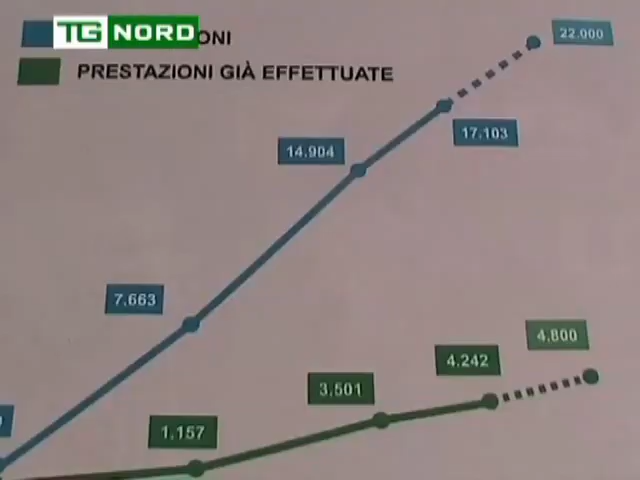 TG NORD
ONI
PRESTAZIONI GIÀ EFFETTUATE
22.000
17.103
14.904
7.663
4.800
4.242
3.501
1.157